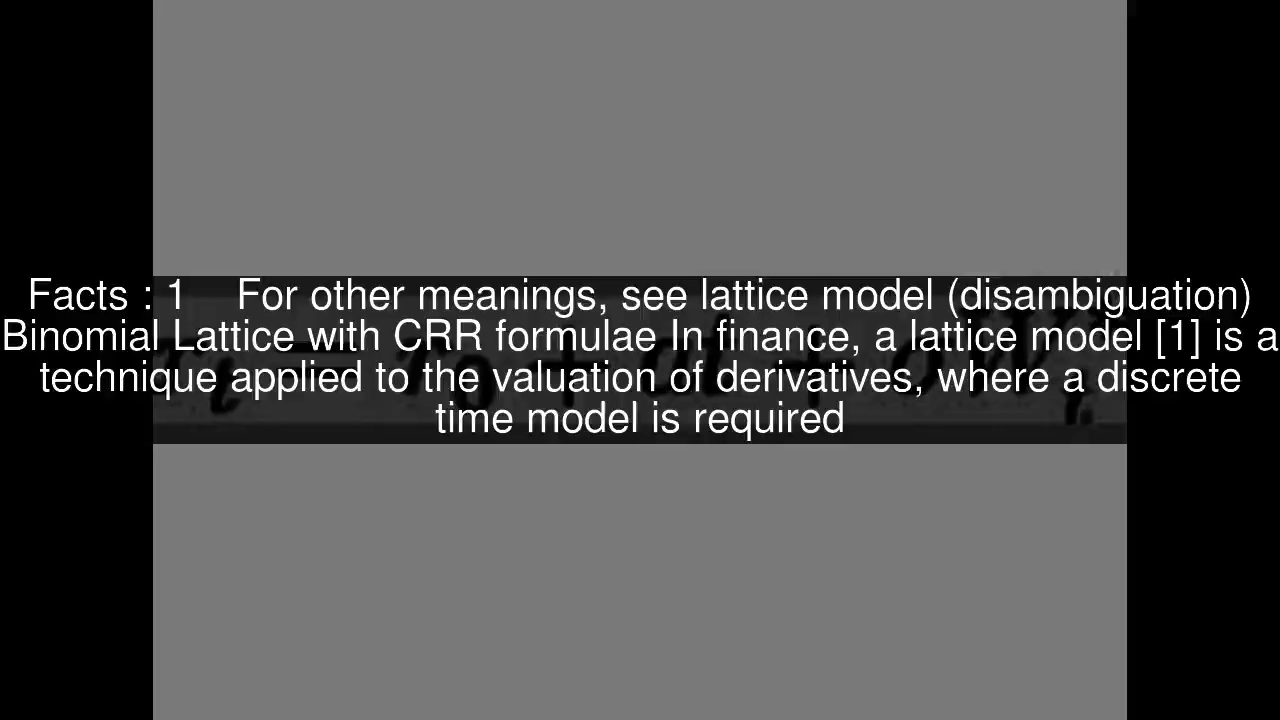 Facts : 1 For other meanings, see lattice model (disambiguation)
Binomial Lattice with CRR formulae In finance, a lattice model [1] is a
technique applied to the valuation of derivatives, where a discrete
time model is required